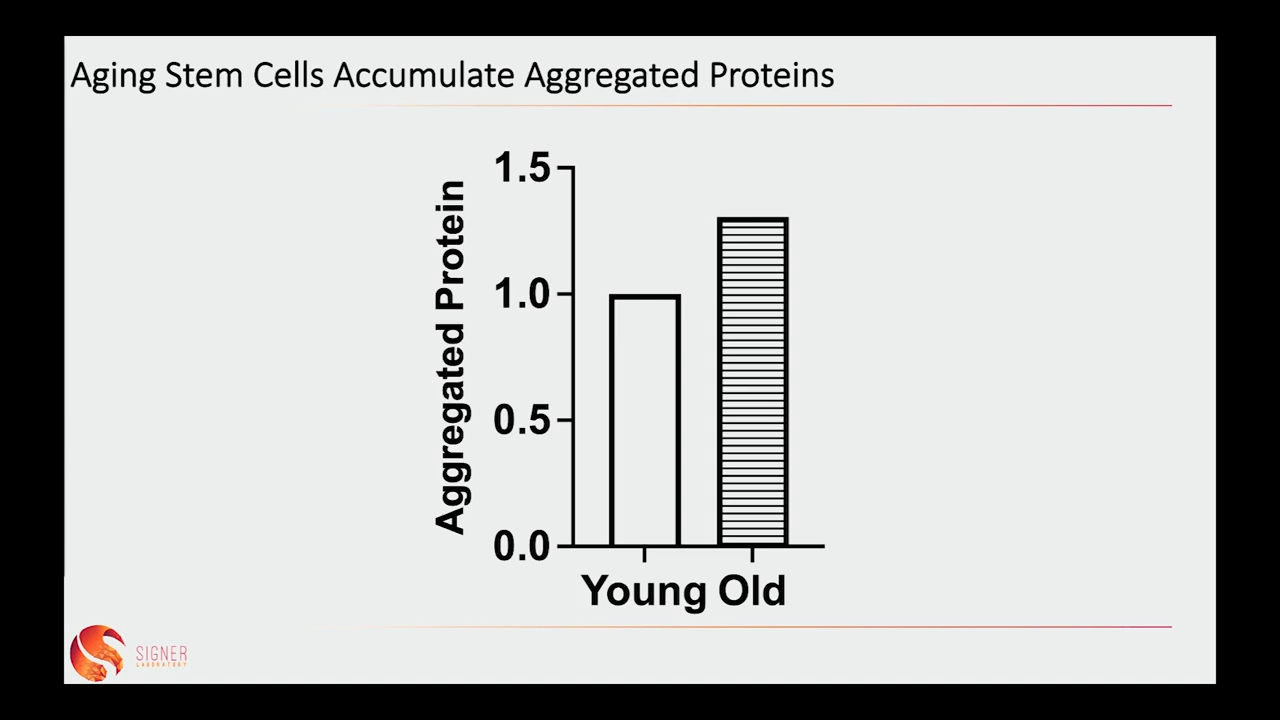 Aging Stem Cells Accumulate Aggregated Proteins
Aggregated Protein
1.5
1.0
0.5
0.0
Young Old
SIGNER
LABORATORY